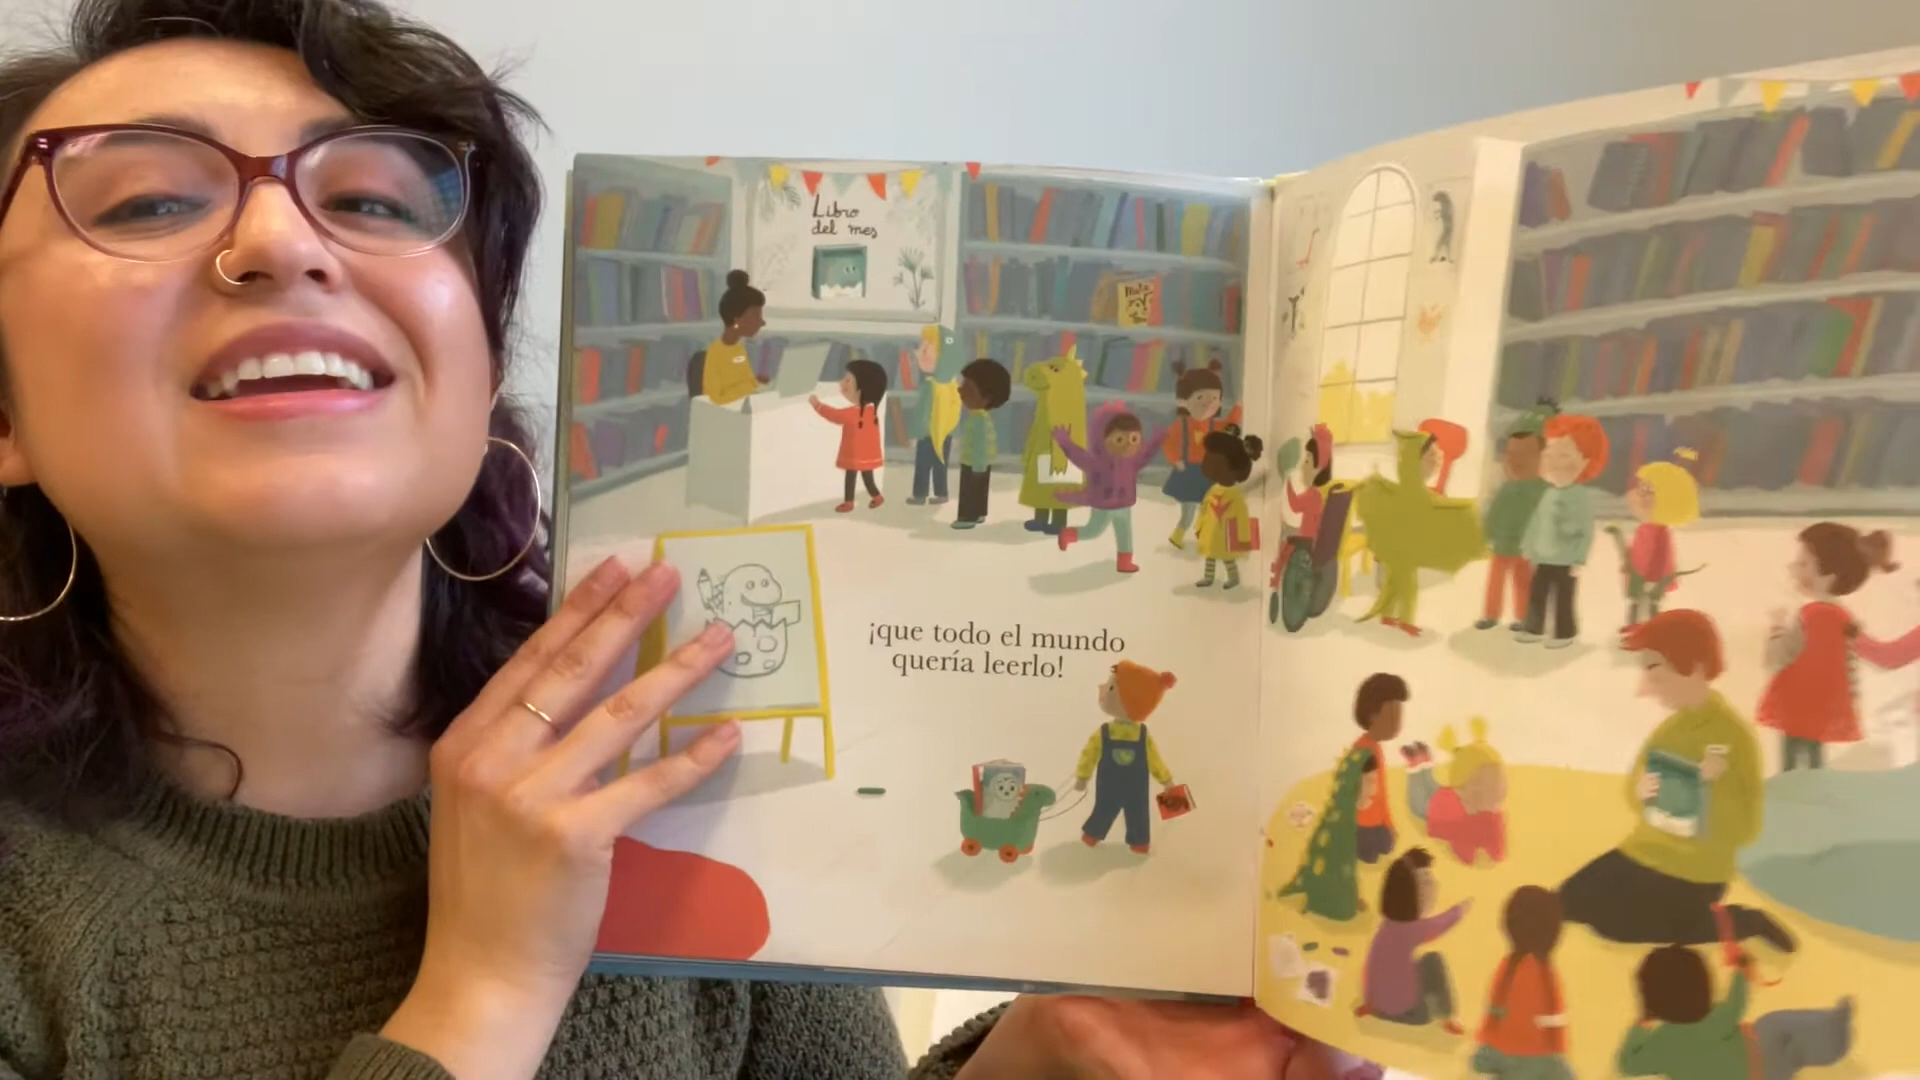 Libro
del mes
¡que todo el mundo
quería leerlo!